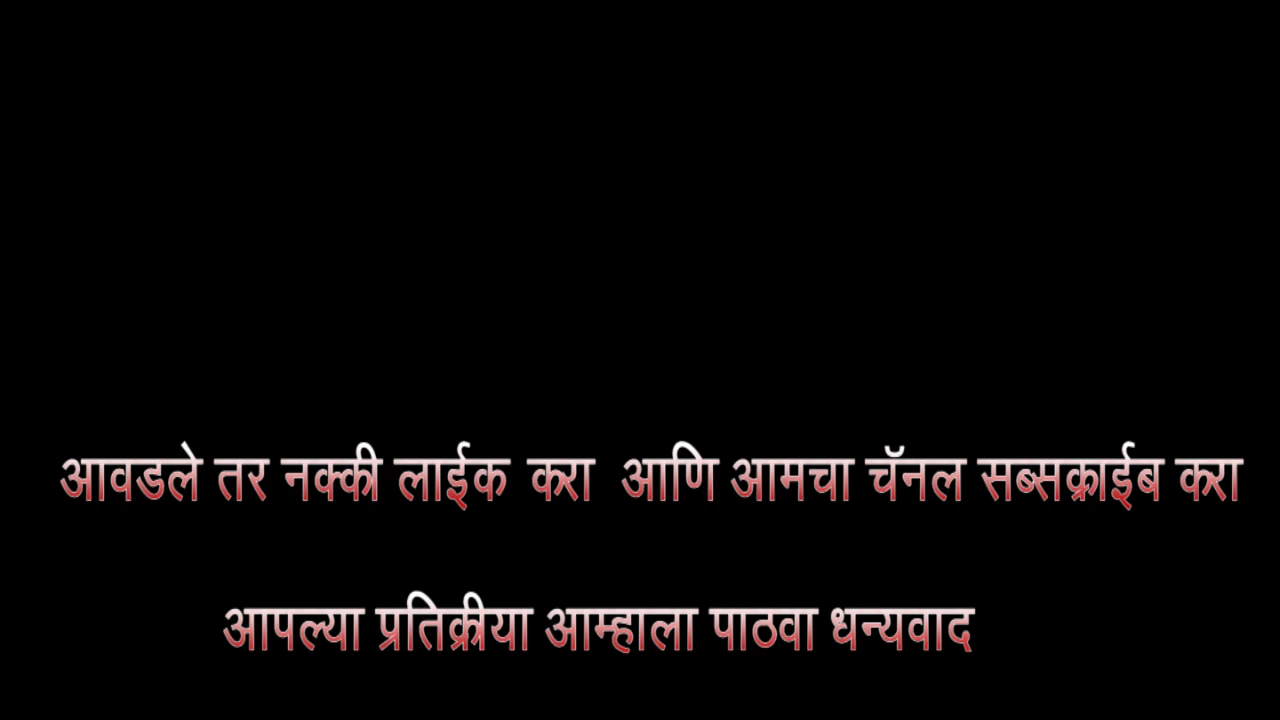 आवडले तर नक्की लाईक करा आणि आमचा चॅनल सब्सक्राईब करा
आपल्या प्रतिक्रीया आम्हाला पाठवा धन्यवाद